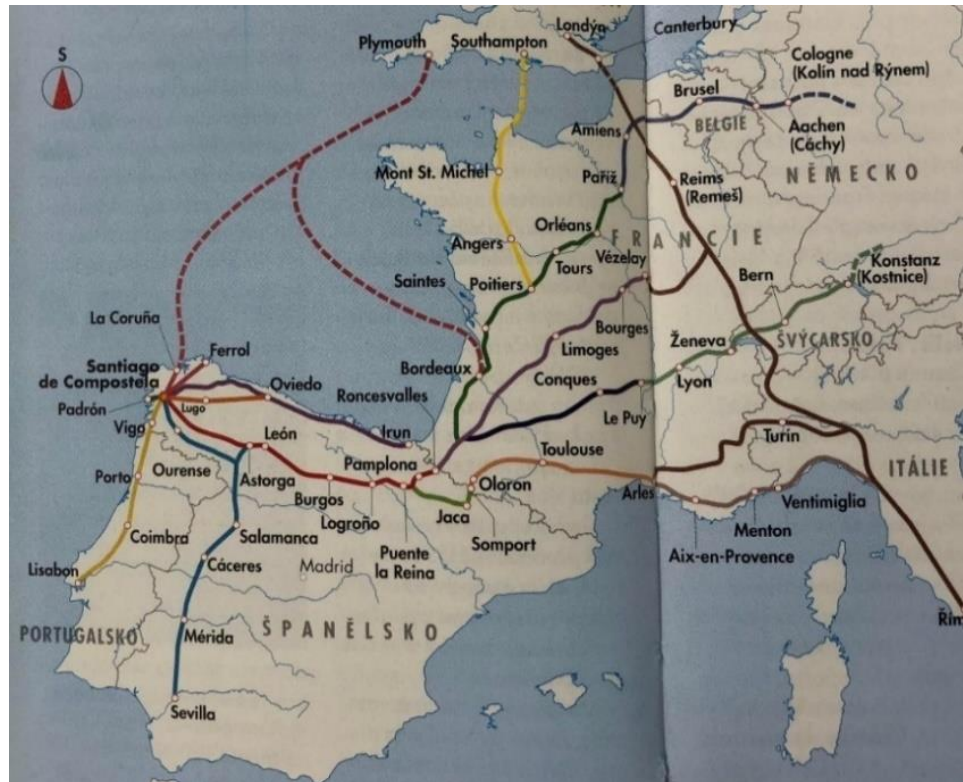 Londýn
Canterbury
Plymouth
Southampton
S
Cologne
(Kolín nad Rýnem)
Brusel
BELGIE
Aachen
(Cáchy)
Amiens
Mont St. Michel
Paříž
Reims
(Remeš)
NĚMECKO
Orléans
FRANCIE
Angers
Tours
Vézelay
Bern
Konstanz
(Kostnice)
Saintes
Poitiers
La Coruña
Ferrol
Bourges
Limoges
Ženeva
ŠVÝCARSKO
Santiago
de Compostela
Oviedo
Bordeaux
Roncesvalles
Conques
Lyon
Padrón
Lugo
Le Puy
Vigo
León
Irun
Toulouse
Turín
Pamplona
ITÁLIE
Porto
Ourense
Astorga
Oloron
Arles
Ventimiglia
Burgos
Logroño
Jaca
Menton
Coimbra
Salamanca
Somport
Aix-en-Provence
Puente
la Reina
Lisabon
Cáceres
Madrid
Řím
PORTUGALSKO
Mérida
ŠPANĚLSKO
Sevilla